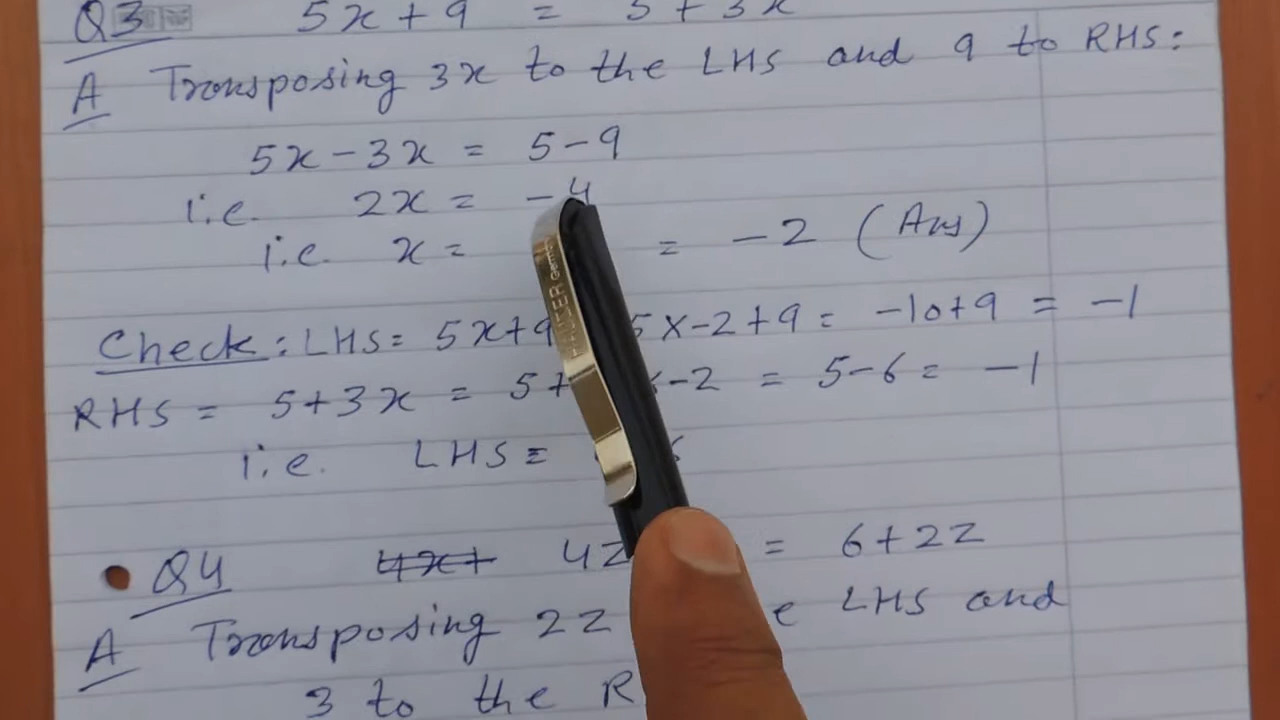 Q3 5x+9 = 5+3x
A Transposing 3x to the LHS and 9 to RHS:
5x-3x = 5-9
i.e. 2x = -4
i.e. x = = -2 (Ans)
Check: LHS= 5x+9 5x-2+9= -10+9 = -1
RHS = 5+3x = 5+ x-2 = 5-6= -1
i.e. LHS=
Q4 4z = 6+2z
A Transposing 2z LHS and
3 to the R